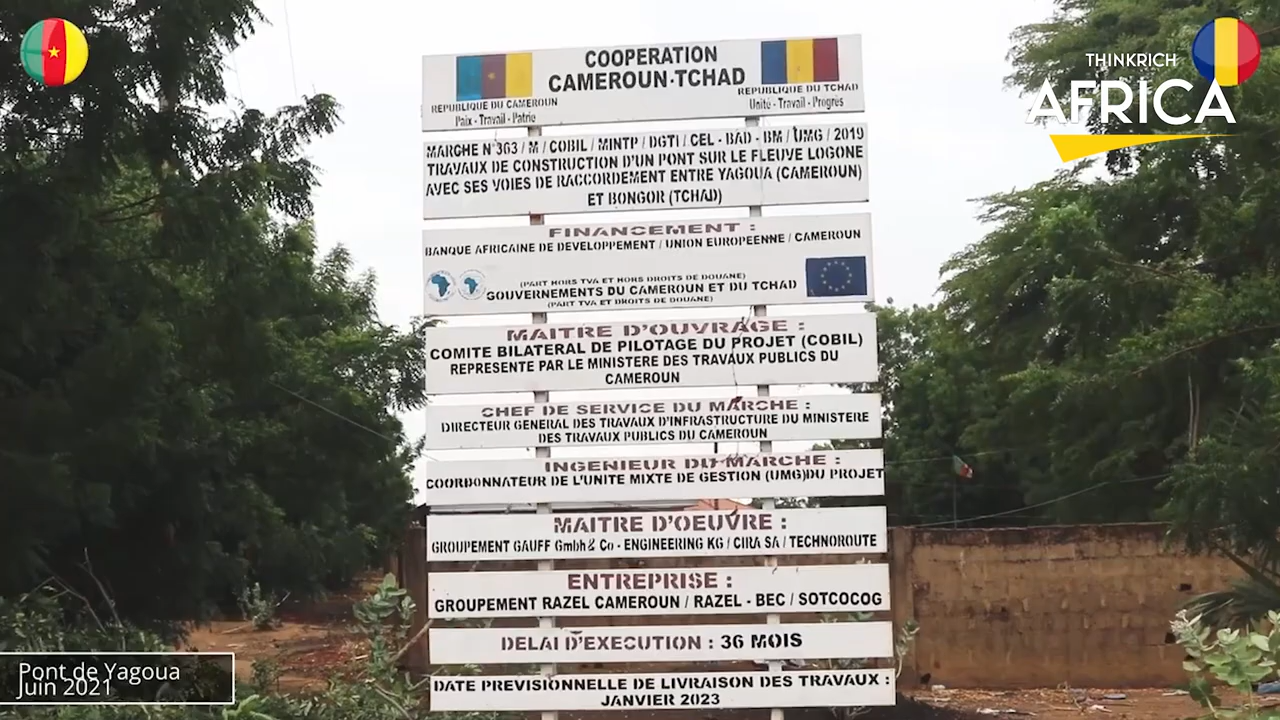 COOPERATION
CAMEROUN-TCHAD
REPUBLIQUE DU CAMEROUN
Paix - Travail - Patrie
REPUBLIQUE DU TCHAD
Unité - Travail - Progrès
THINKRICH
AFRICA
MARCHE N°363 / M / COBIL / MINTP / DGTI / CEL - BAD - BM / UMG / 2019
TRAVAUX DE CONSTRUCTION D'UN PONT SUR LE FLEUVE LOGONE
AVEC SES VOIES DE RACCORDEMENT ENTRE YAGOUA (CAMEROUN)
ET BONGOR (TCHAD)
FINANCEMENT :
BANQUE AFRICAINE DE DEVELOPPEMENT / UNION EUROPEENNE / CAMEROUN
(PART HORS TVA ET HORS DROITS DE DOUANE)
GOUVERNEMENTS DU CAMEROUN ET DU TCHAD
(PART TVA ET DROITS DE DOUANE)
MAITRE D'OUVRAGE :
COMITE BILATERAL DE PILOTAGE DU PROJET (COBIL)
REPRESENTE PAR LE MINISTERE DES TRAVAUX PUBLICS DU
CAMEROUN
CHEF DE SERVICE DU MARCHE :
DIRECTEUR GENERAL DES TRAVAUX D'INFRASTRUCTURE DU MINISTERE
DES TRAVAUX PUBLICS DU CAMEROUN
INGENIEUR DU MARCHE :
COORDONNATEUR DE L'UNITE MIXTE DE GESTION (UMG)DU PROJET
MAITRE D'OEUVRE :
GROUPEMENT GAUFF Gmbh & Co - ENGINEERING KG / CIRA SA / TECHNOROUTE
ENTREPRISE :
GROUPEMENT RAZEL CAMEROUN / RAZEL - BEC / SOTCOCOG
DELAI D'EXECUTION : 36 MOIS
DATE PREVISIONNELLE DE LIVRAISON DES TRAVAUX :
JANVIER 2023
Pont de Yagoua
Juin 2021